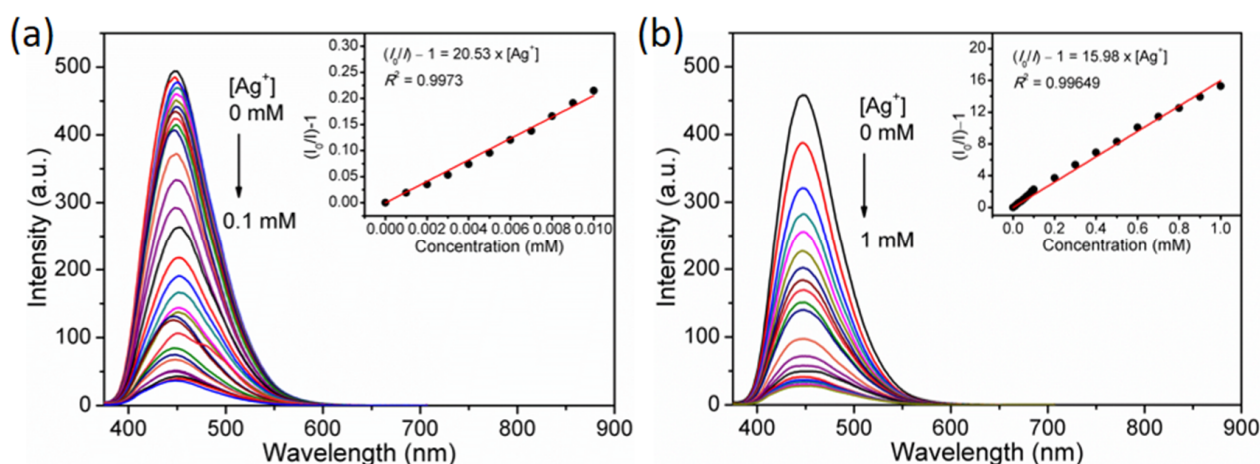 (a)
Intensity (a.u.)
500
400
300
200
100
0
[Ag⁺]
0 mM
0.1 mM
(I₀/I)-1
0.30
0.25
0.20
0.15
0.10
0.05
0.00
(I₀/I) – 1 = 20.53 x [Ag⁺]
R² = 0.9973
0.000 0.002 0.004 0.006 0.008 0.010
Concentration (mM)
400 500 600 700 800 900
Wavelength (nm)
(b)
Intensity (a.u.)
500
400
300
200
100
0
[Ag⁺]
0 mM
1 mM
(I₀/I)–1
20
16
12
8
4
0
(I₀/I) – 1 = 15.98 x [Ag⁺]
R² = 0.99649
0.0 0.2 0.4 0.6 0.8 1.0
Concentration (mM)
400 500 600 700 800 900
Wavelength (nm)